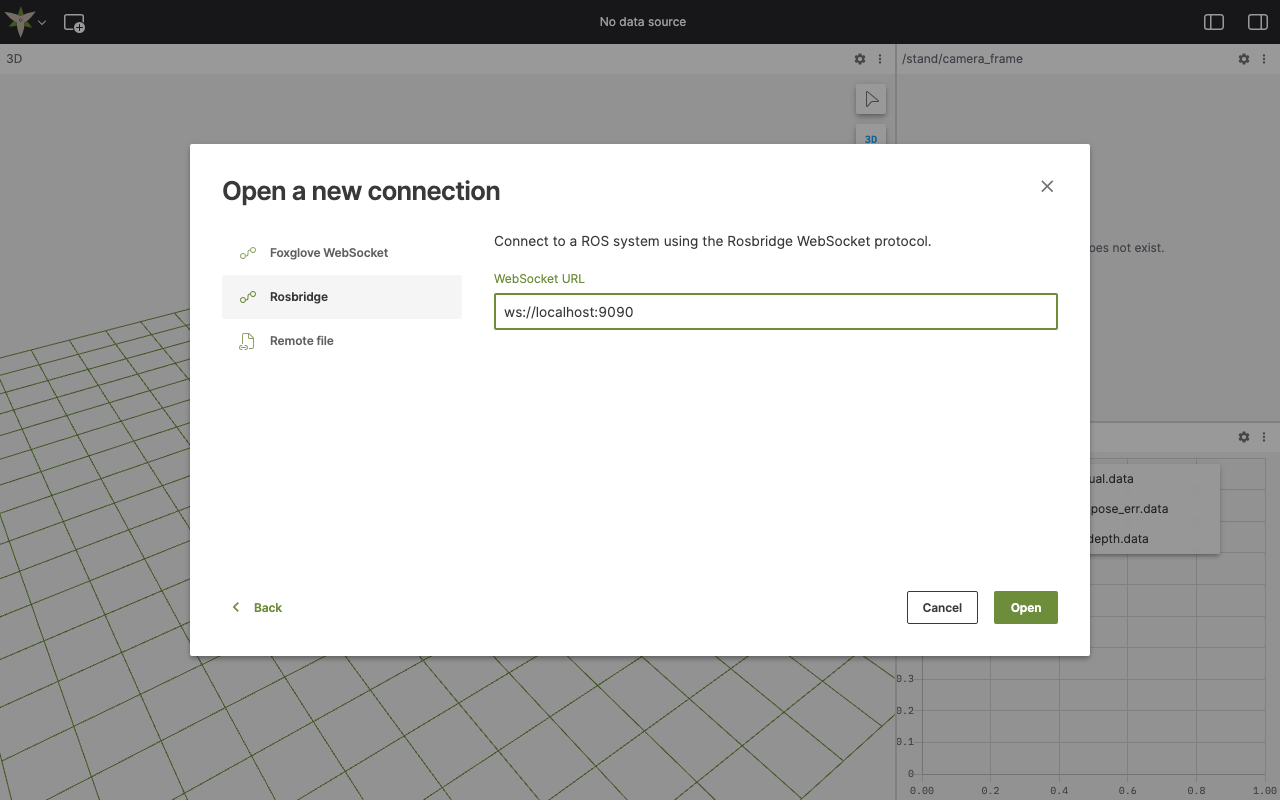 No data source
3D
/stand/camera_frame
3D
Open a new connection
Foxglove WebSocket
Rosbridge
Remote file
Connect to a ROS system using the Rosbridge WebSocket protocol.
WebSocket URL
ws://localhost:9090
Back
Cancel
Open
not exist.
.data
pose_err.data
depth.data
0.3
0.2
0.1
0
0.00 0.2 0.4 0.6 0.8 1.00